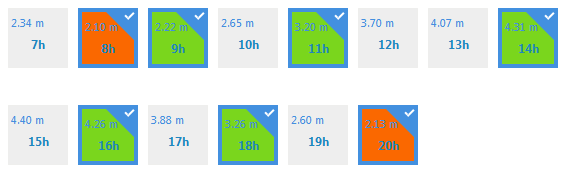 2.34 m 2.10 m 2.22 m 2.65 m 3.20 m 3.70 m 4.07 m 4.31 m
7h 8h 9h 10h 11h 12h 13h 14h
4.40 m 4.26 m 3.88 m 3.26 m 2.60 m 2.13 m
15h 16h 17h 18h 19h 20h